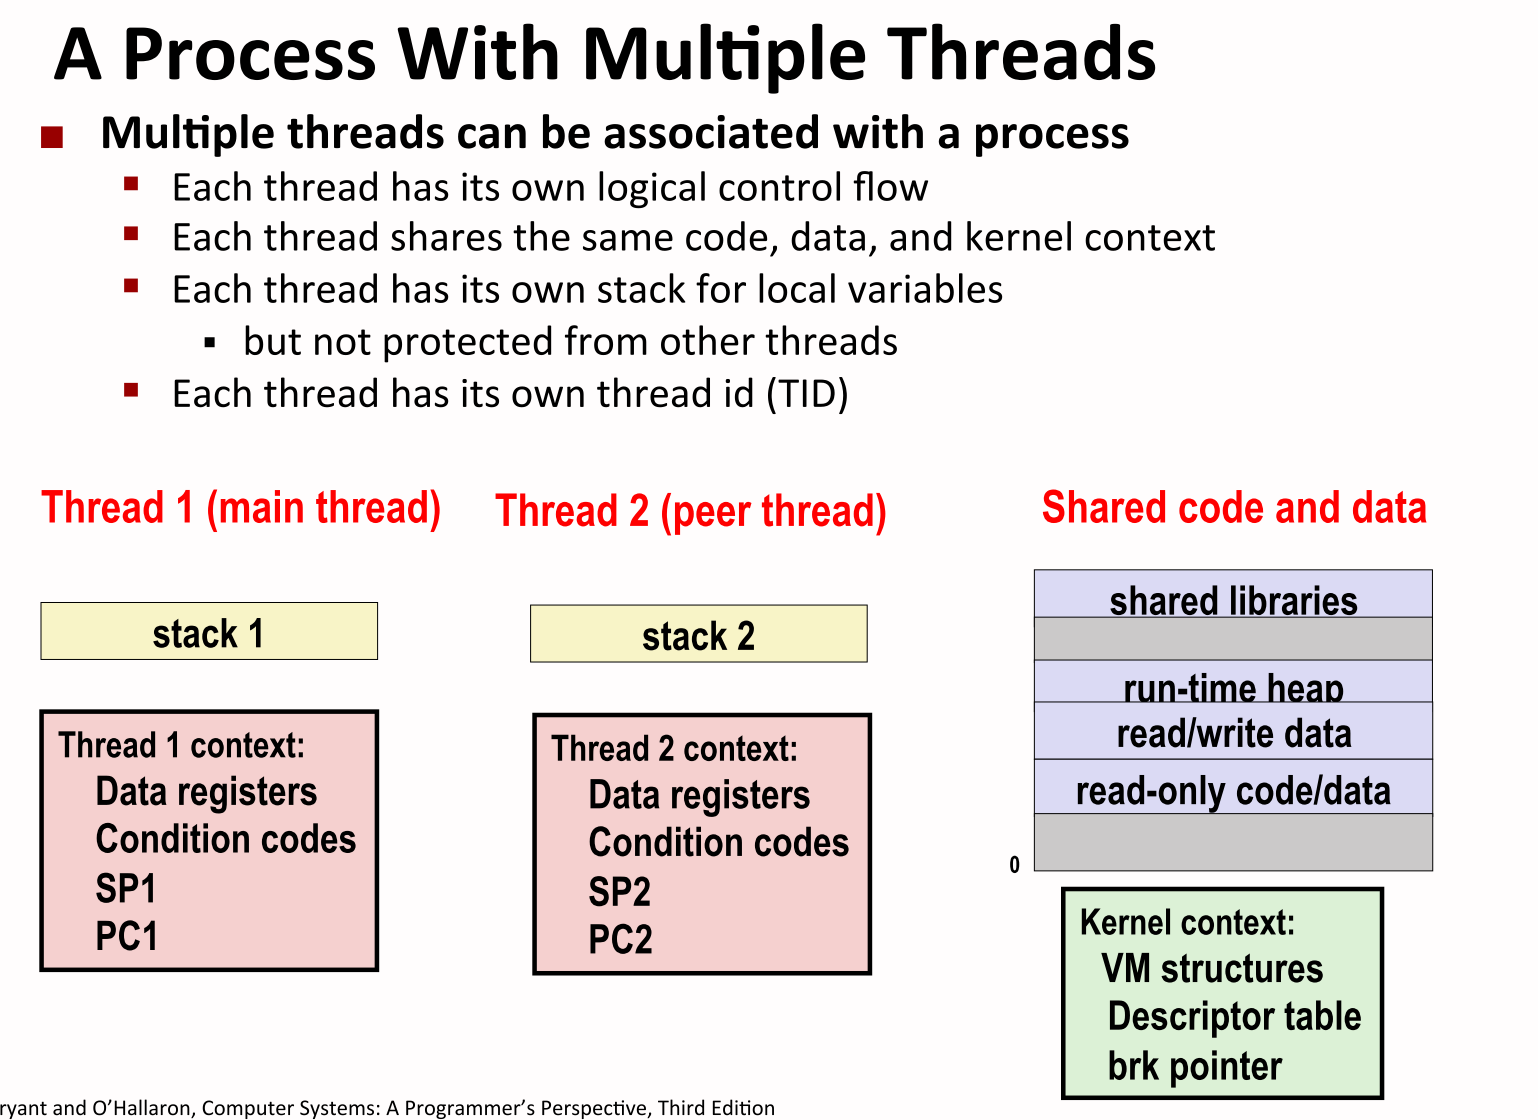 A Process With Multiple Threads
Multiple threads can be associated with a process
Each thread has its own logical control flow
Each thread shares the same code, data, and kernel context
Each thread has its own stack for local variables
but not protected from other threads
Each thread has its own thread id (TID)
Thread 1 (main thread)
stack 1
Thread 1 context:
Data registers
Condition codes
SP1
PC1
Thread 2 (peer thread)
stack 2
Thread 2 context:
Data registers
Condition codes
SP2
PC2
Shared code and data
shared libraries
run-time heap
read/write data
read-only code/data
0
Kernel context:
VM structures
Descriptor table
brk pointer
ryant and O’Hallaron, Computer Systems: A Programmer’s Perspective, Third Edition